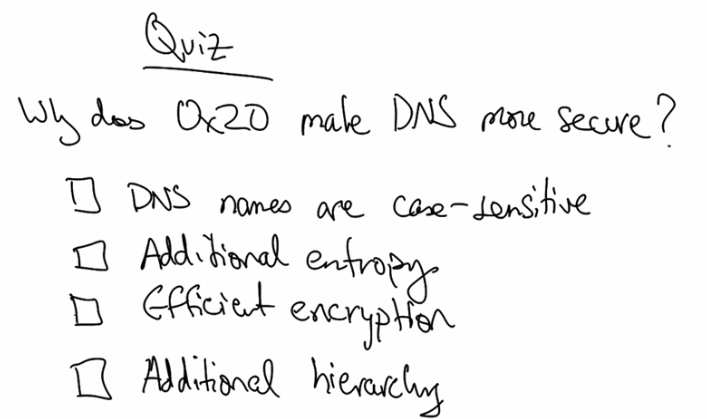 Quiz
Why does 0x20 make DNS more secure?
DNS names are case-sensitive
Additional entropy
Efficient encryption
Additional hierarchy